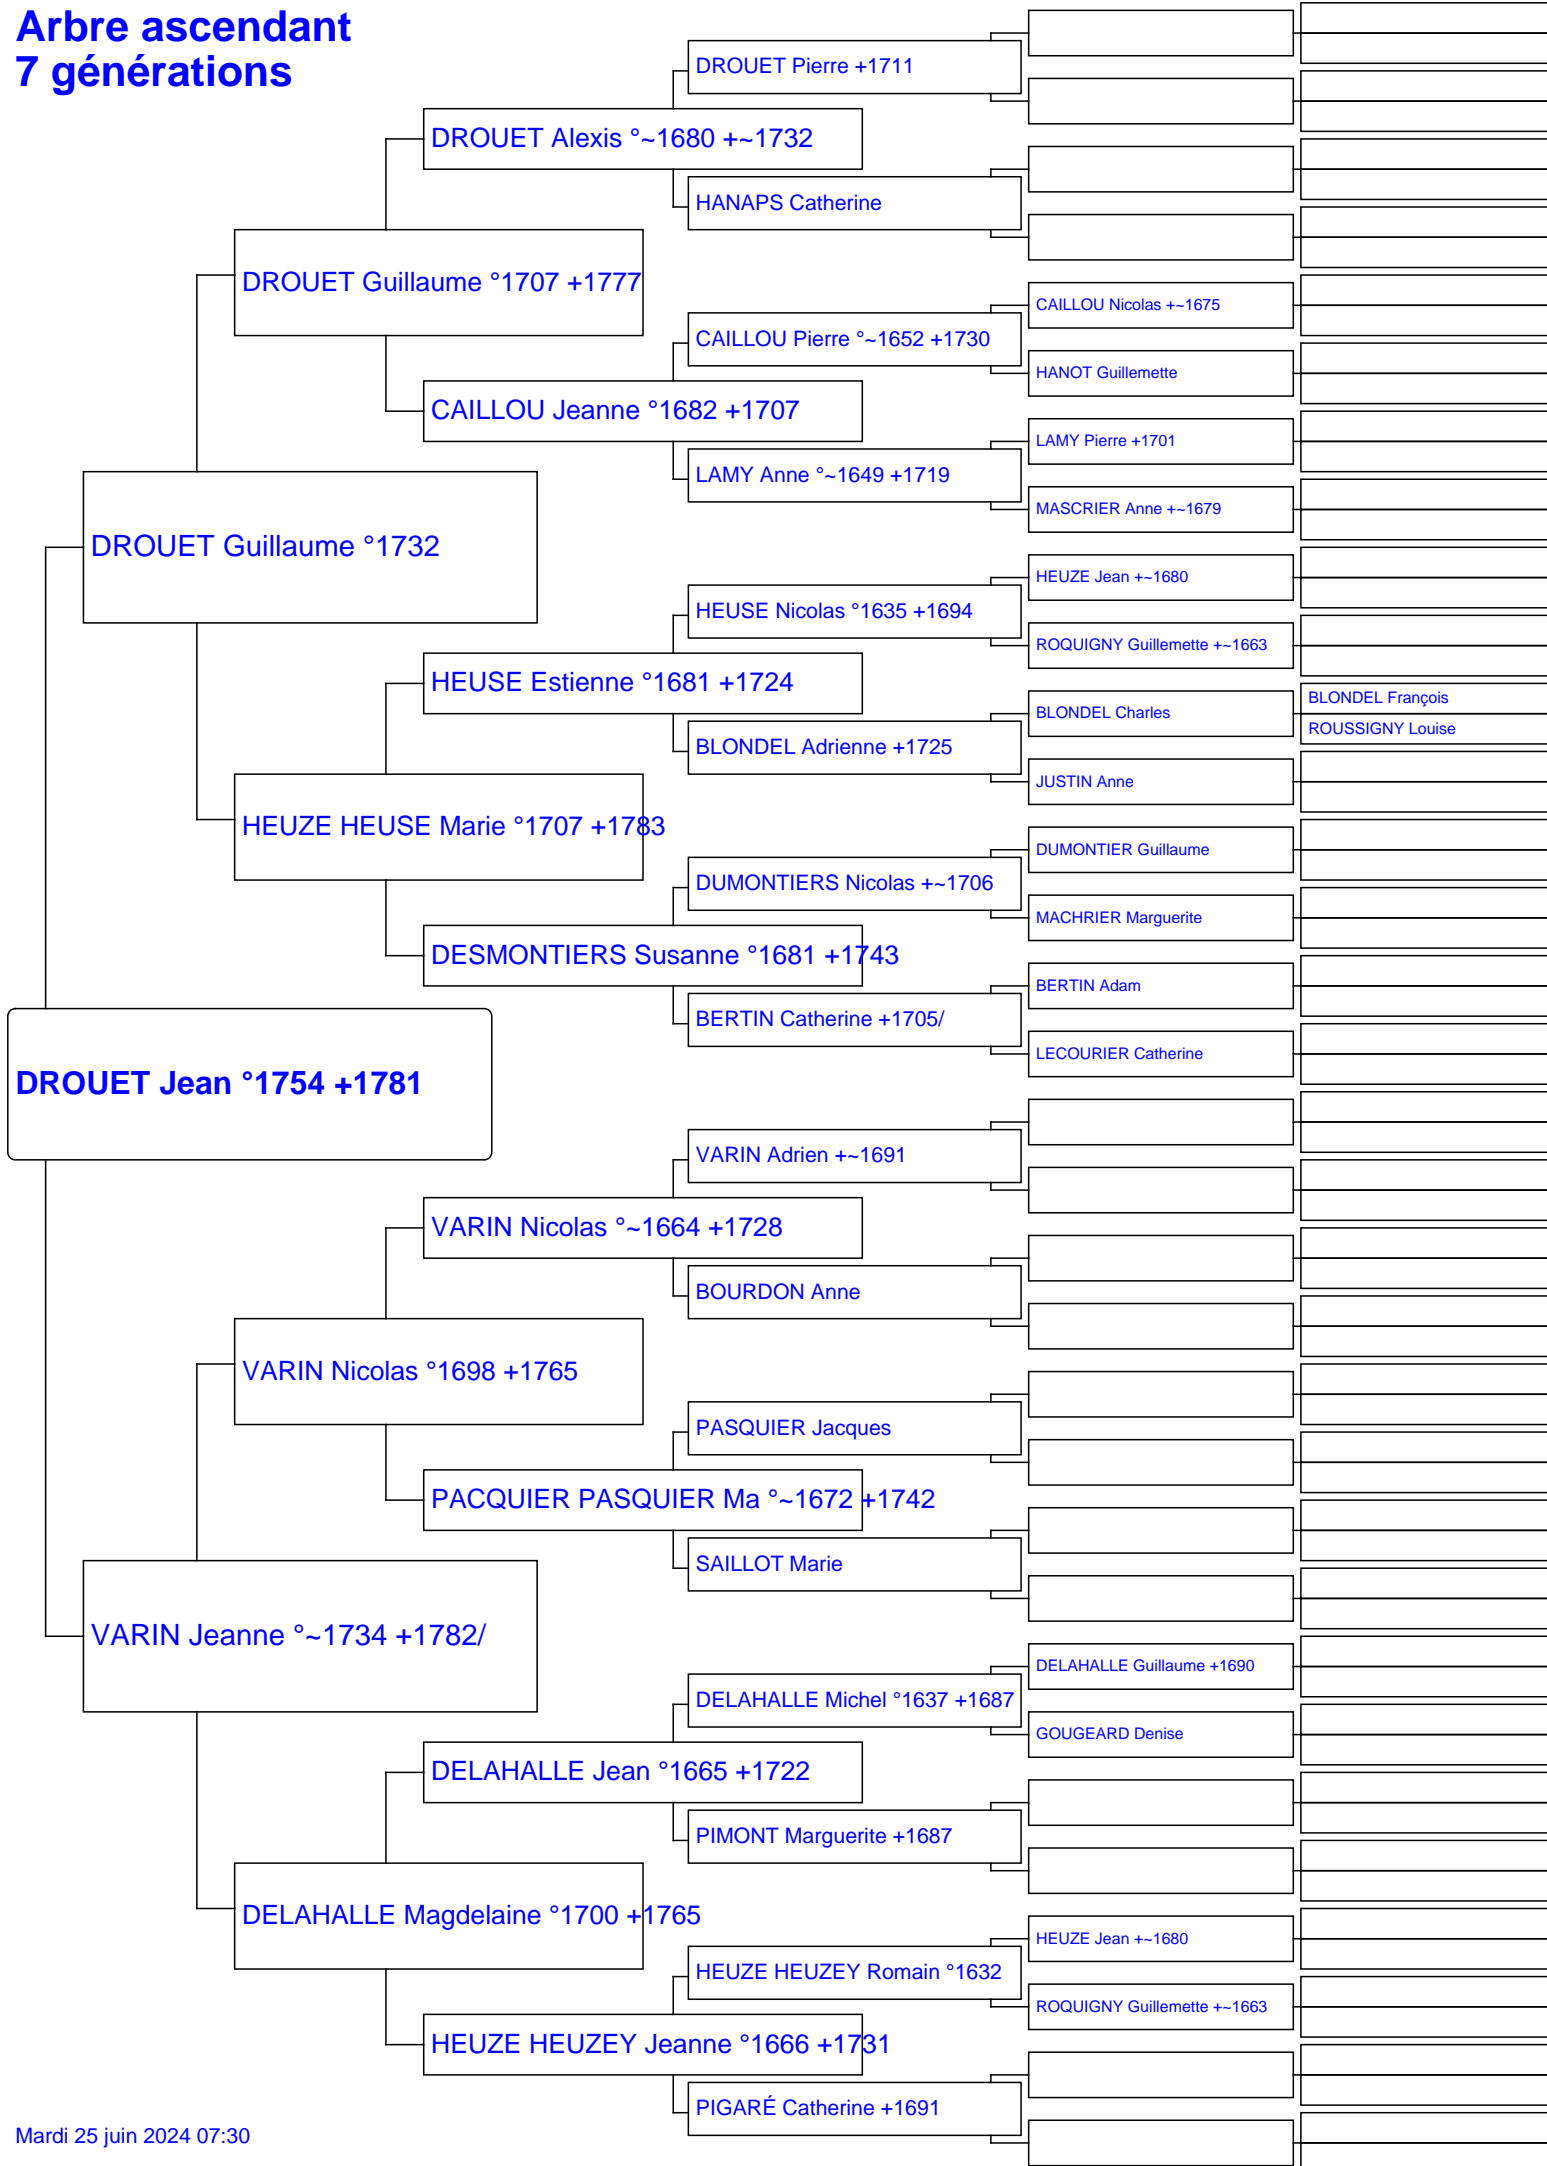 Arbre ascendant
7 générations
DROUET Pierre +1711
DROUET Alexis °~1680 +~1732
HANAPS Catherine
DROUET Guillaume °1707 +1777
CAILLOU Nicolas +~1675
CAILLOU Pierre °~1652 +1730
HANOT Guillemette
CAILLOU Jeanne °1682 +1707
LAMY Pierre +1701
LAMY Anne °~1649 +1719
MASCRIER Anne +~1679
DROUET Guillaume °1732
HEUZE Jean +~1680
HEUSE Nicolas °1635 +1694
ROQUIGNY Guillemette +~1663
HEUSE Estienne °1681 +1724
BLONDEL François
BLONDEL Charles
ROUSSIGNY Louise
BLONDEL Adrienne +1725
JUSTIN Anne
HEUZE HEUSE Marie °1707 +1783
DUMONTIER Guillaume
DUMONTIERS Nicolas +~1706
MACHRIER Marguerite
DESMONTIERS Susanne °1681 +1743
BERTIN Adam
BERTIN Catherine +1705/
LECOURIER Catherine
DROUET Jean °1754 +1781
VARIN Adrien +~1691
VARIN Nicolas °~1664 +1728
BOURDON Anne
VARIN Nicolas °1698 +1765
PASQUIER Jacques
PACQUIER PASQUIER Ma °~1672 +1742
SAILLOT Marie
VARIN Jeanne °~1734 +1782/
DELAHALLE Guillaume +1690
DELAHALLE Michel °1637 +1687
GOUGEARD Denise
DELAHALLE Jean °1665 +1722
PIMONT Marguerite +1687
DELAHALLE Magdelaine °1700 +1765
HEUZE Jean +~1680
HEUZE HEUZEY Romain °1632
ROQUIGNY Guillemette +~1663
HEUZE HEUZEY Jeanne °1666 +1731
PIGARÉ Catherine +1691
Mardi 25 juin 2024 07:30